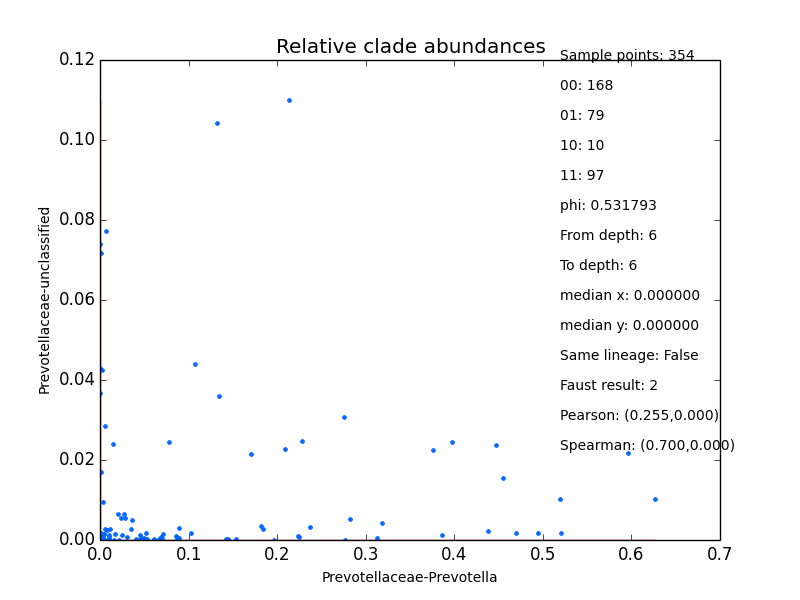 Relative clade abundances
Sample points: 354
00: 168
01: 79
10: 10
11: 97
phi: 0.531793
From depth: 6
To depth: 6
median x: 0.000000
median y: 0.000000
Same lineage: False
Faust result: 2
Pearson: (0.255,0.000)
Spearman: (0.700,0.000)
0.12
0.10
0.08
0.06
0.04
0.02
0.00
Prevotellaceae-unclassified
0.0 0.1 0.2 0.3 0.4 0.5 0.6 0.7
Prevotellaceae-Prevotella